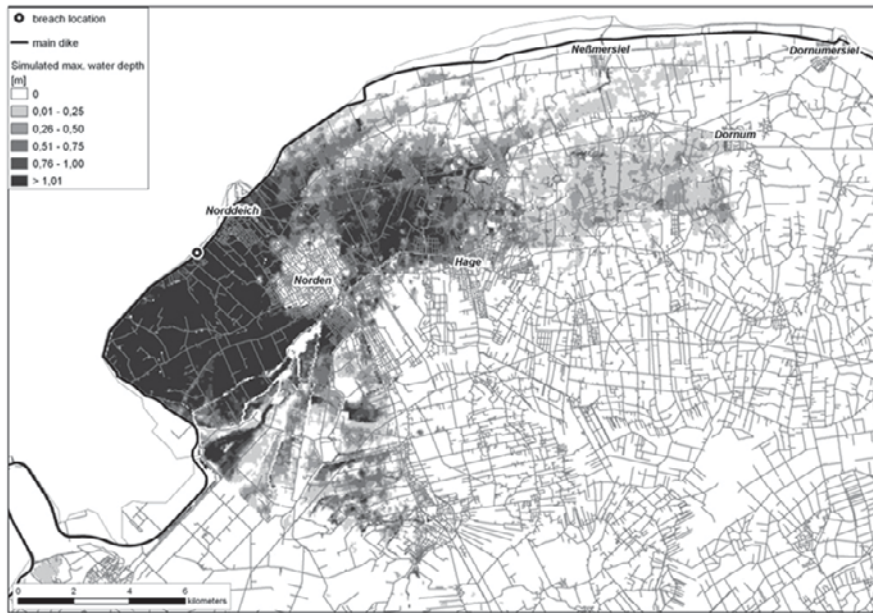 breach location
main dike
Simulated max. water depth
[m]
0
0,01 - 0,25
0,26 - 0,50
0,51 - 0,75
0,76 - 1,00
> 1,01
Neßmersiel
Dornumersiel
Dornum
Norddeich
Hage
Norden
0 2 4 6
kilometers